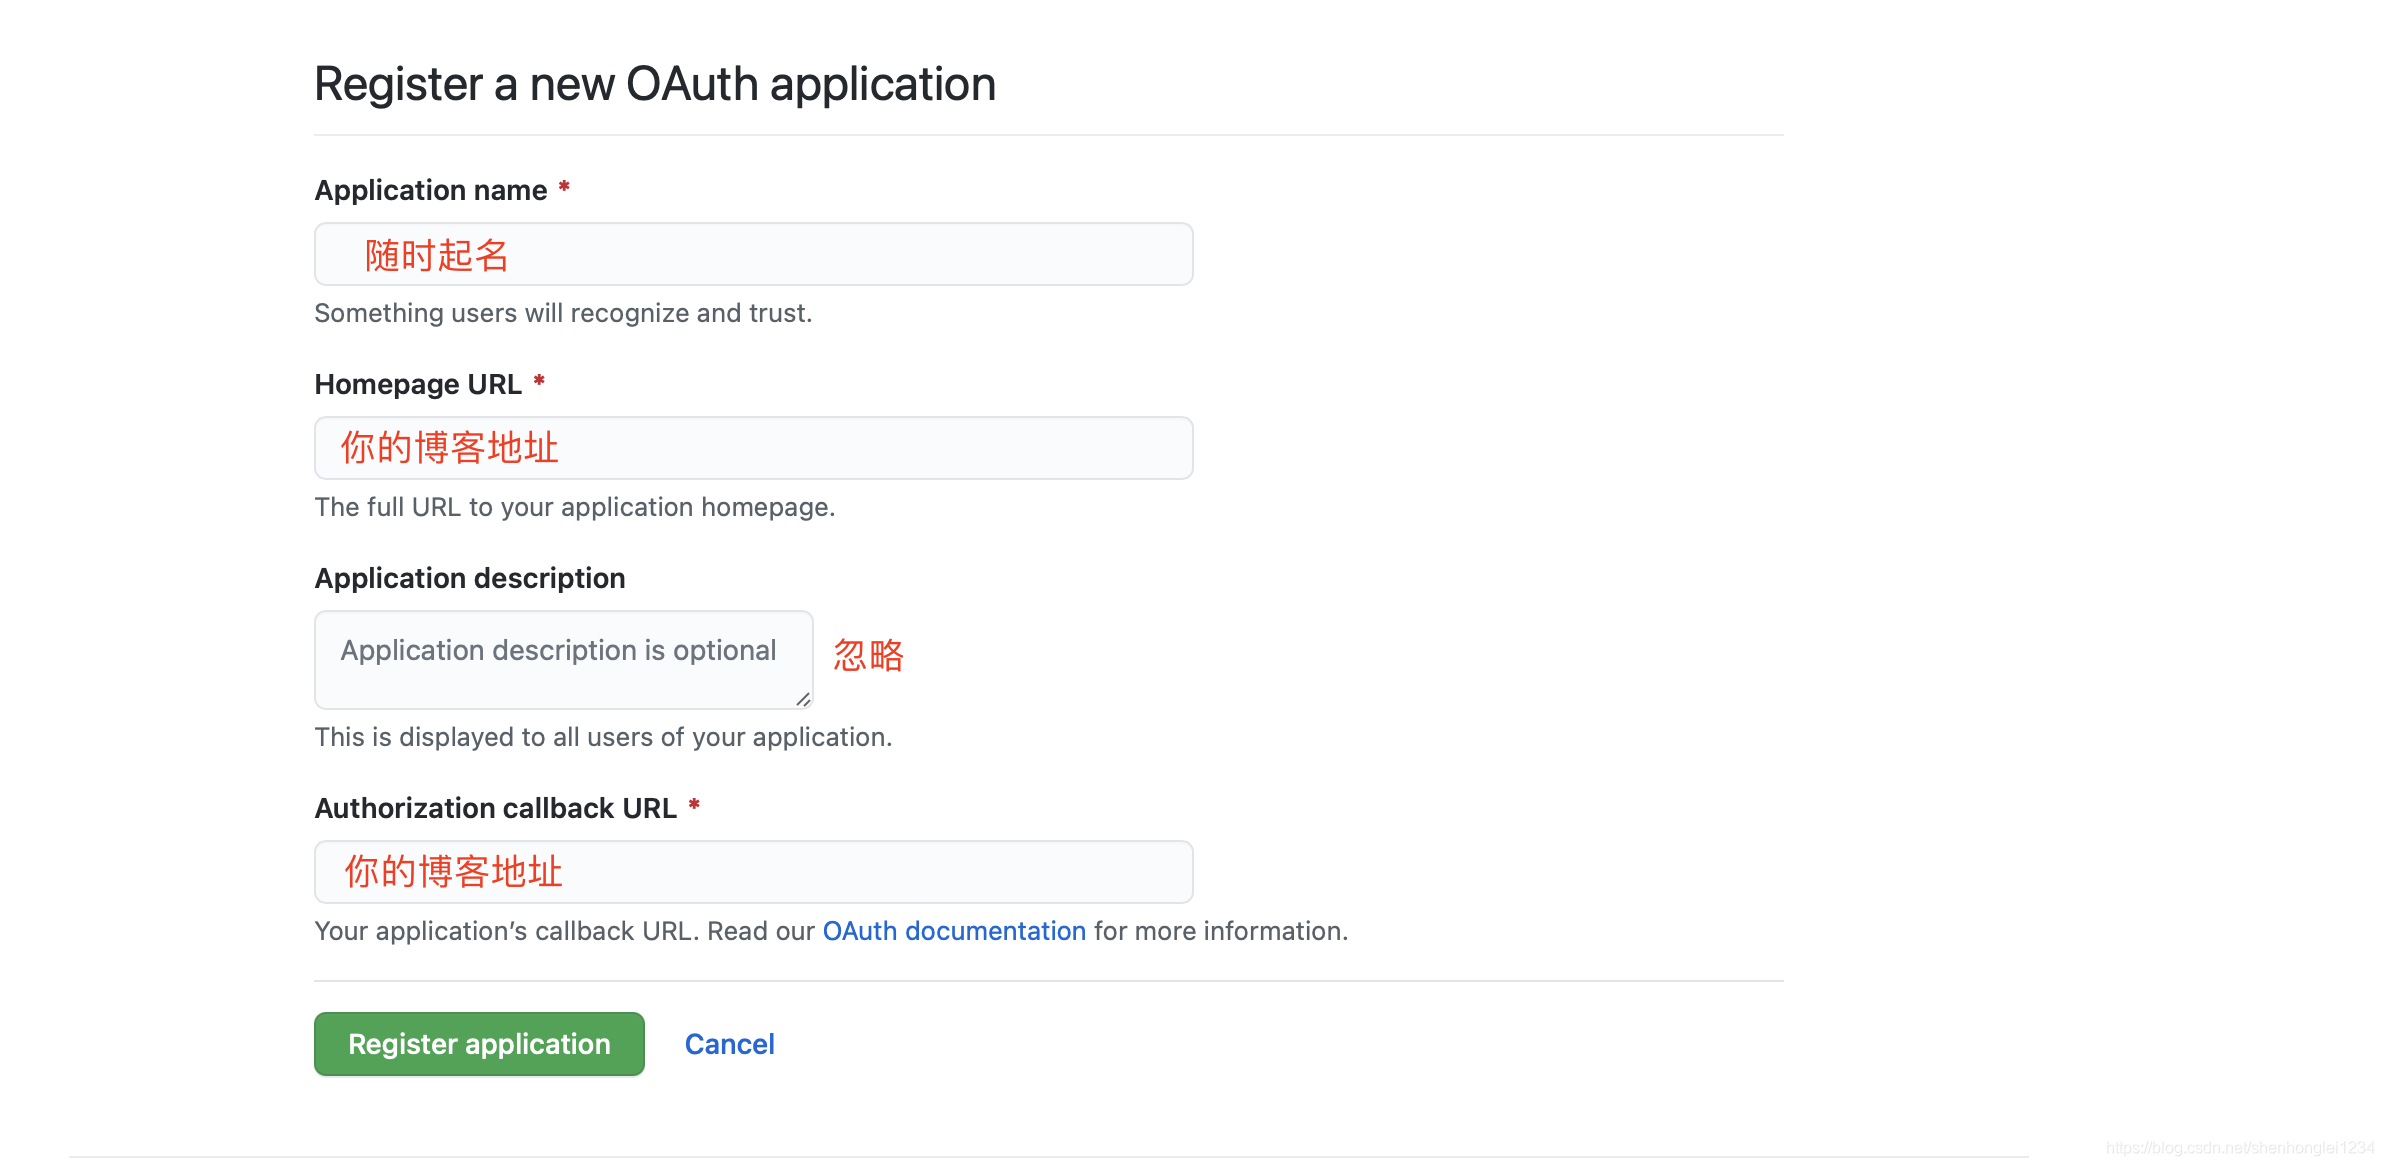 Register a new OAuth application
Application name *
随时起名
Something users will recognize and trust.
Homepage URL *
你的博客地址
The full URL to your application homepage.
Application description
Application description is optional 忽略
This is displayed to all users of your application.
Authorization callback URL *
你的博客地址
Your application’s callback URL. Read our OAuth documentation for more information.
Register application Cancel
https://blog.csdn.net/shenhonglei1234